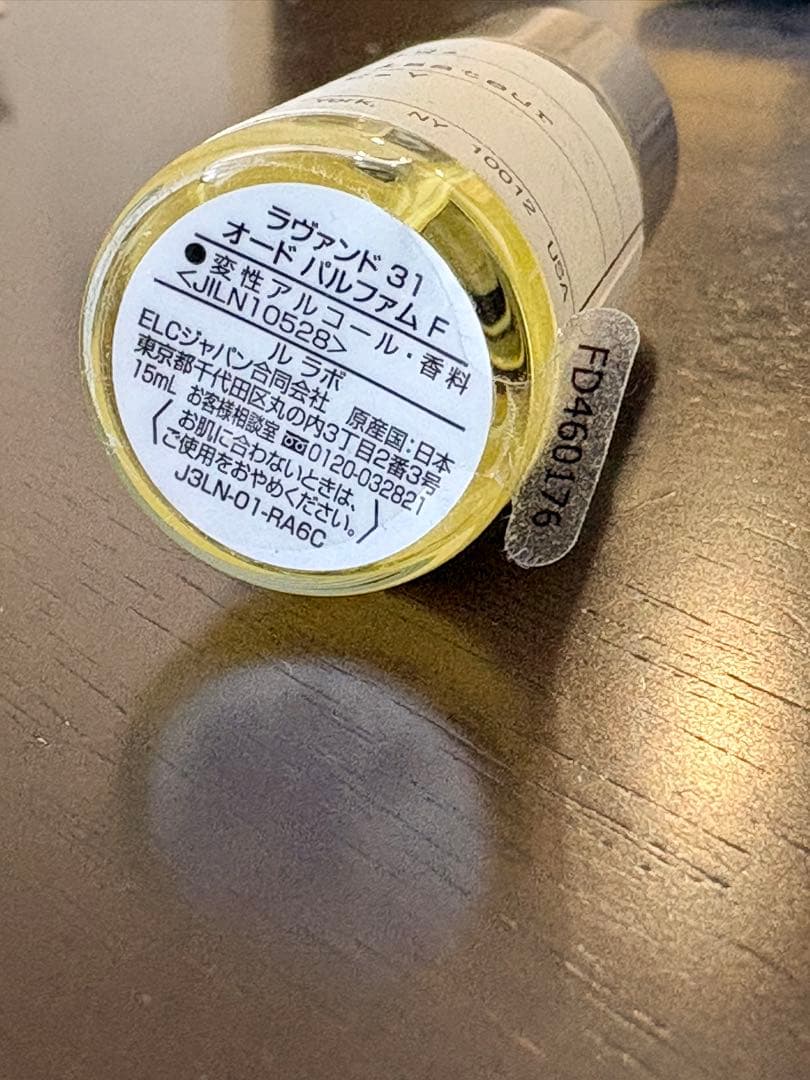 ラヴァンド 31
オードパルファム F
●変性アルコール・香料
<JILN10528>
ル ラボ
ELCジャパン合同会社 原産国:日本
東京都千代田区丸の内3丁目2番3号
15mL お客様相談室 0120-032821
〈お肌に合わないときは、
ご使用をおやめください。〉
J3LN-01-RA6C
FD460176
York, NY 10012 USA